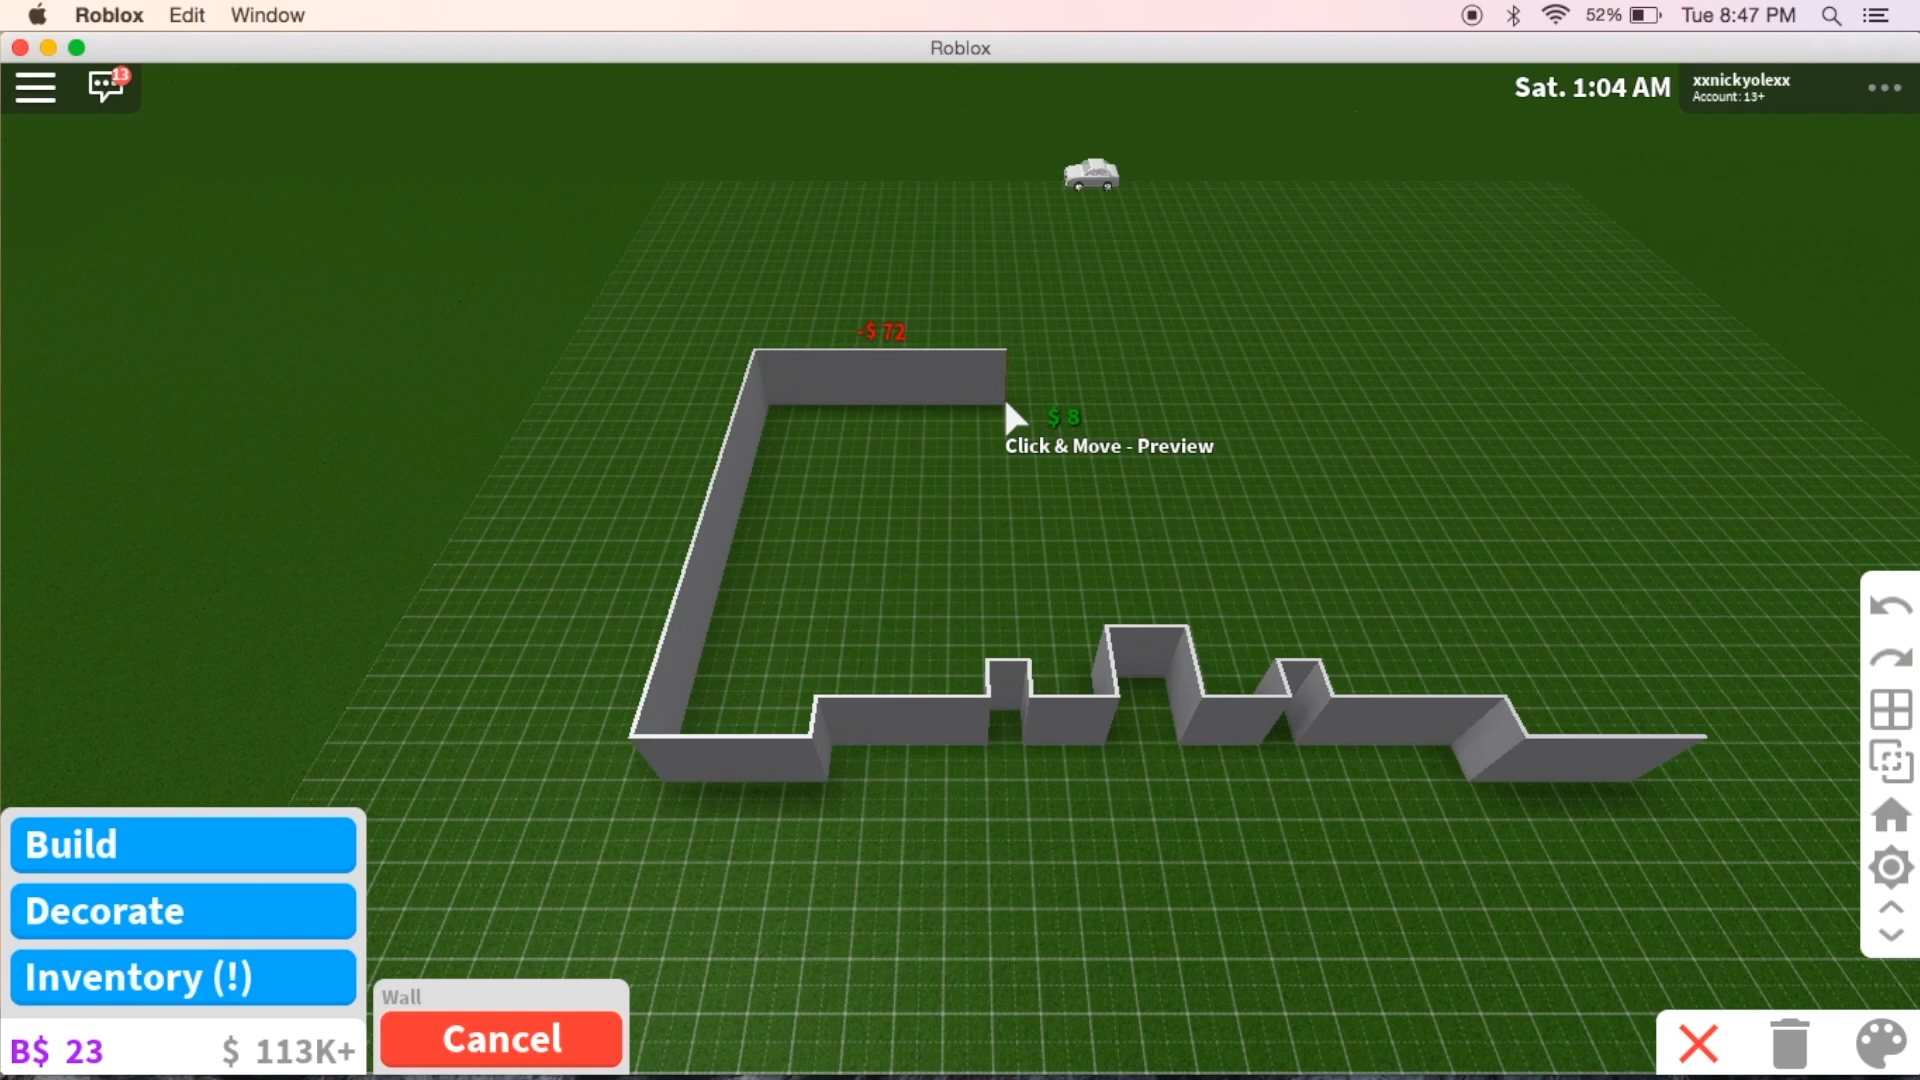 Roblox Edit Window 52% Tue 8:47 PM
Roblox
13
Sat. 1:04 AM
xxnickyolexx
Account: 13+
-$ 72
$ 8
Click & Move - Preview
Build
Decorate
Inventory (!)
B$ 23 $ 113K+
Wall
Cancel